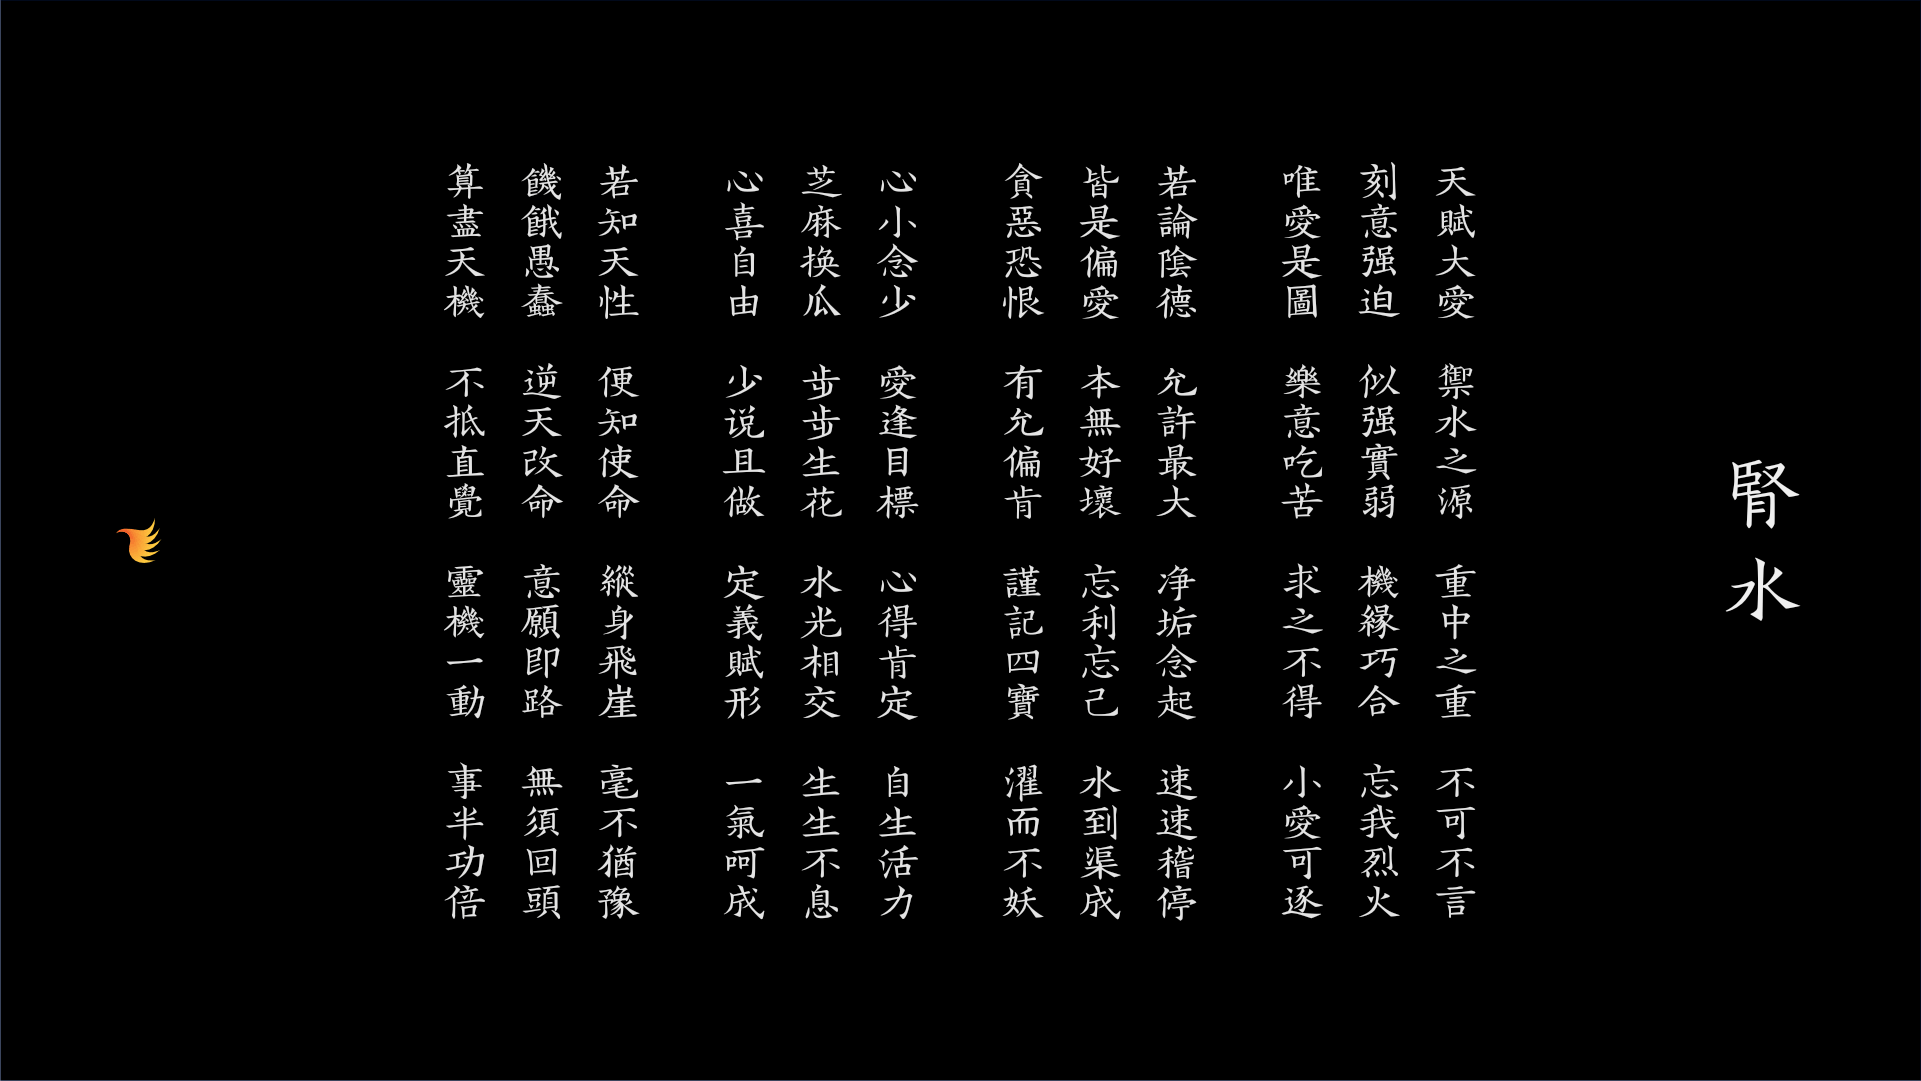 腎水
天賦大愛 禦水之源 重中之重 不可不言
刻意强迫 似强實弱 機緣巧合 忘我烈火
唯愛是圖 樂意吃苦 求之不得 小愛可逐
若論陰德 允許最大 净垢念起 速速稽停
皆是偏愛 本無好壞 忘利忘己 水到渠成
貪惡恐恨 有允偏肯 謹記四寶 濯而不妖
心小念少 愛逢目標 心得肯定 自生活力
芝麻换瓜 步步生花 水光相交 生生不息
心喜自由 少说且做 定義賦形 一氣呵成
若知天性 便知使命 縱身飛崖 毫不猶豫
饑餓愚蠢 逆天改命 意願即路 無須回頭
算盡天機 不抵直覺 靈機一動 事半功倍